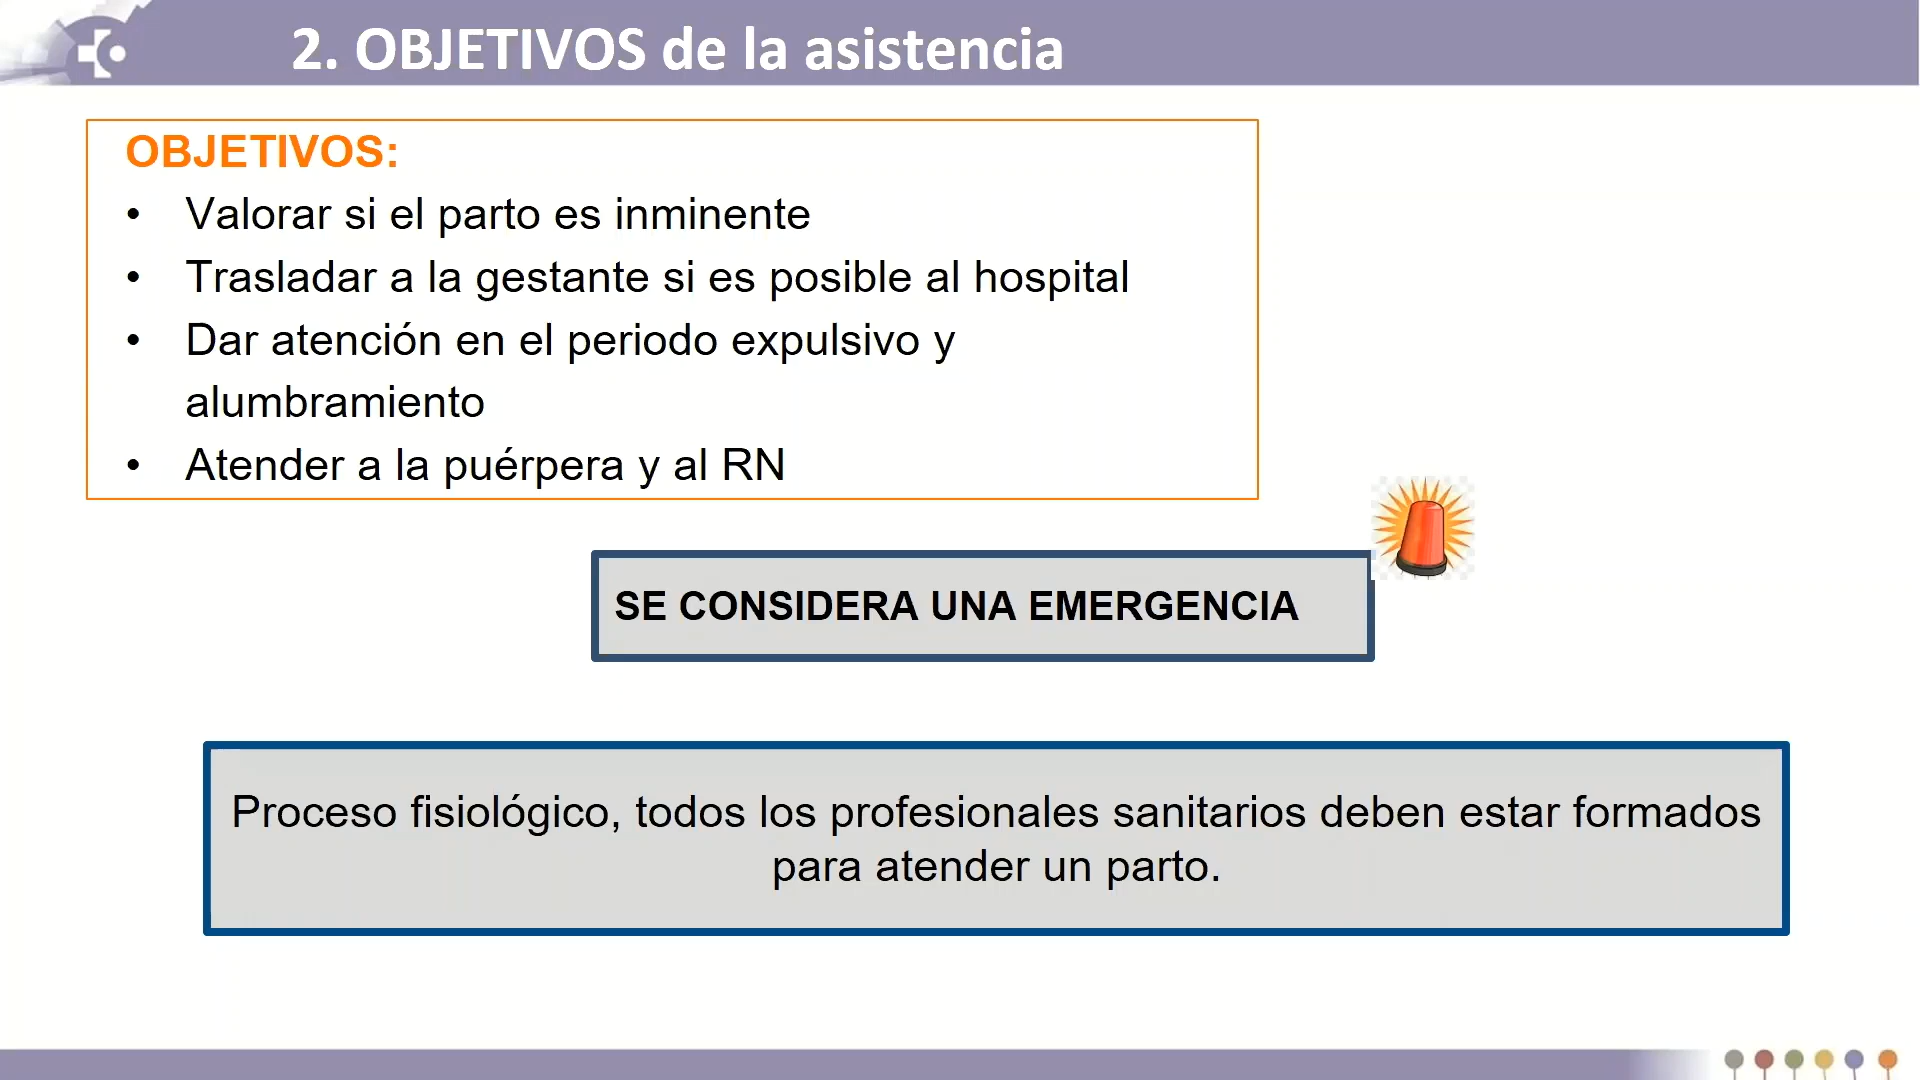 2. OBJETIVOS de la asistencia
OBJETIVOS:
• Valorar si el parto es inminente
• Trasladar a la gestante si es posible al hospital
• Dar atención en el periodo expulsivo y
alumbramiento
• Atender a la puérpera y al RN
SE CONSIDERA UNA EMERGENCIA
Proceso fisiológico, todos los profesionales sanitarios deben estar formados
para atender un parto.